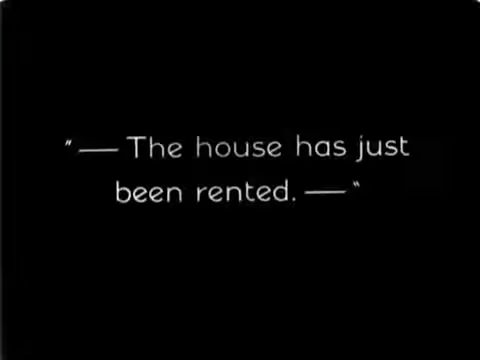 "— The house has just
been rented. —"